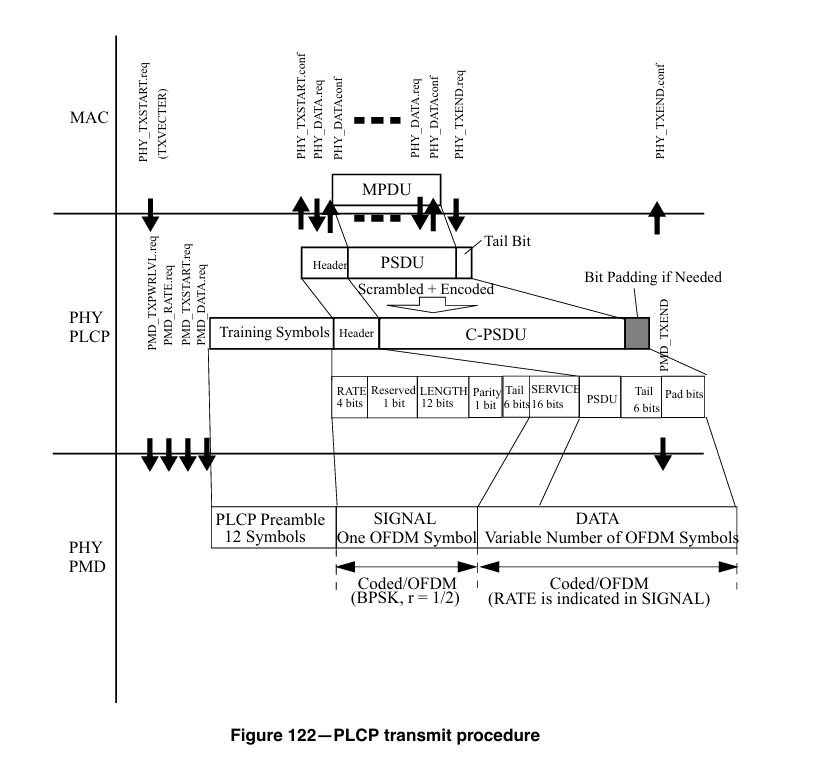 PHY_TXSTART.req
(TXVECTER)
PHY_TXSTART.conf
PHY_DATA.req
PHY_DATAconf
PHY_DATA.req
PHY_DATAconf
PHY_TXEND.req
PHY_TXEND.conf
MAC
MPDU
Tail Bit
Header
PSDU
PMD_TXPWRLVL.req
PMD_RATE.req
PMD_TXSTART.req
PMD_DATA.req
Scrambled + Encoded
Bit Padding if Needed
PHY
PLCP
Training Symbols
Header
C-PSDU
PMD_TXEND
RATE
4 bits
Reserved
1 bit
LENGTH
12 bits
Parity
1 bit
Tail
6 bits
SERVICE
16 bits
PSDU
Tail
6 bits
Pad bits
PHY
PMD
PLCP Preamble
12 Symbols
SIGNAL
One OFDM Symbol
DATA
Variable Number of OFDM Symbols
Coded/OFDM
(BPSK, r = 1/2)
Coded/OFDM
(RATE is indicated in SIGNAL)
Figure 122—PLCP transmit procedure